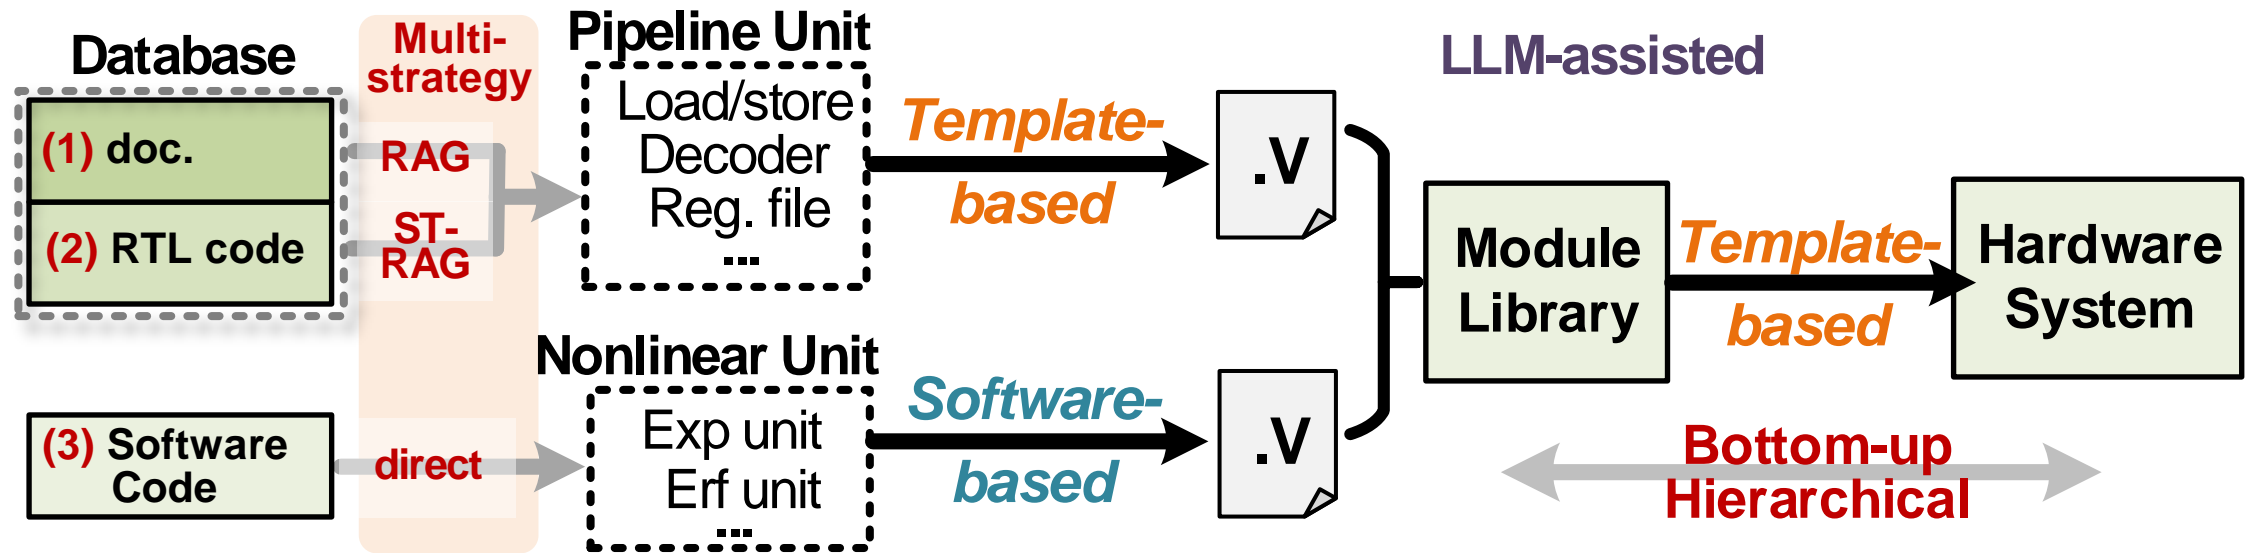 Database
(1) doc.
(2) RTL code
(3) Software
Code
Multi-
strategy
RAG
ST-
RAG
direct
Pipeline Unit
Load/store
Decoder
Reg. file
...
Nonlinear Unit
Exp unit
Erf unit
...
Template-
based
Software-
based
.V
.V
LLM-assisted
Module
Library
Template-
based
Hardware
System
Bottom-up
Hierarchical